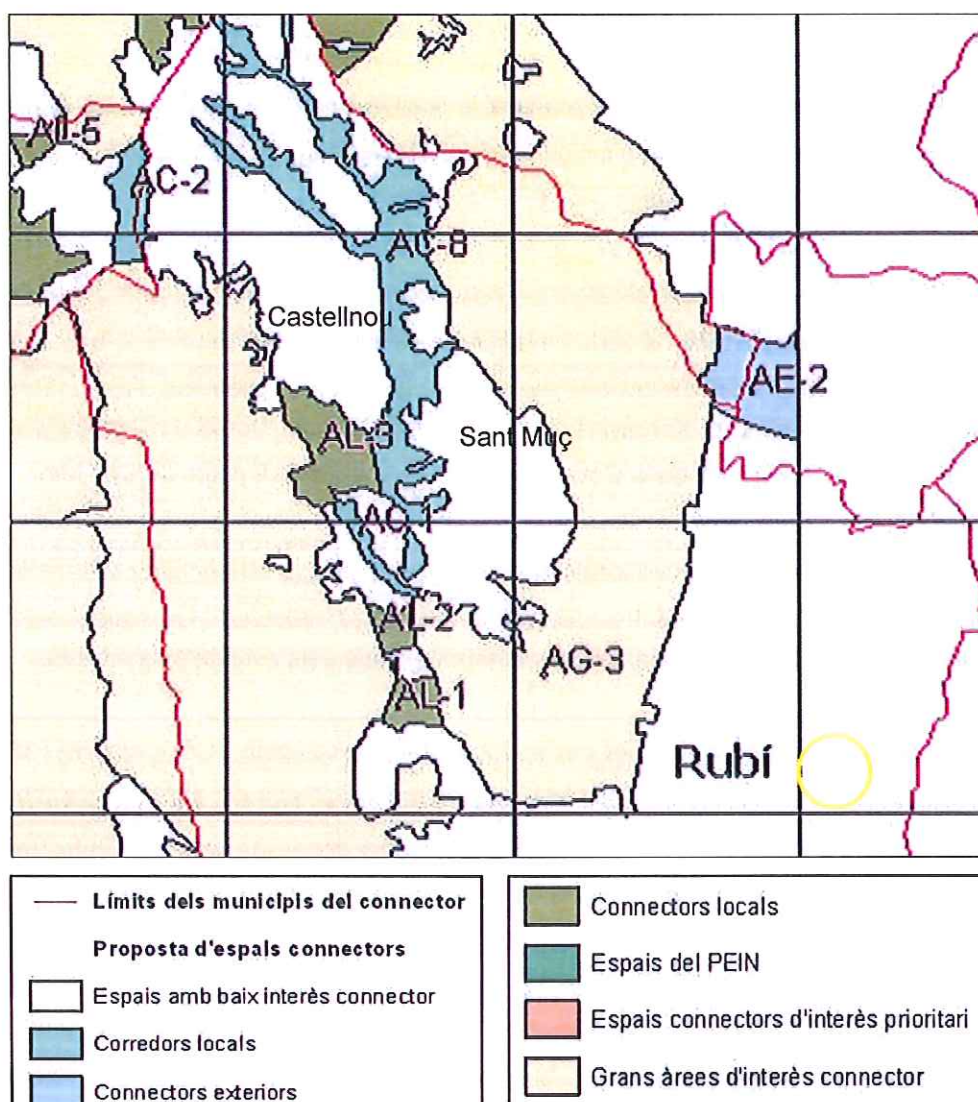 AL-5
AC-2
AC-8
Castellnou
AE-2
AL-3
Sant Muç
AC-1
AL-2
AG-3
AL-1
Rubí
Límits dels municipis del connector
Proposta d'espals connectors
Espais amb baix interès connector
Corredors locals
Connectors exteriors
Connectors locals
Espais del PEIN
Espais connectors d'interès prioritari
Grans àrees d'interès connector